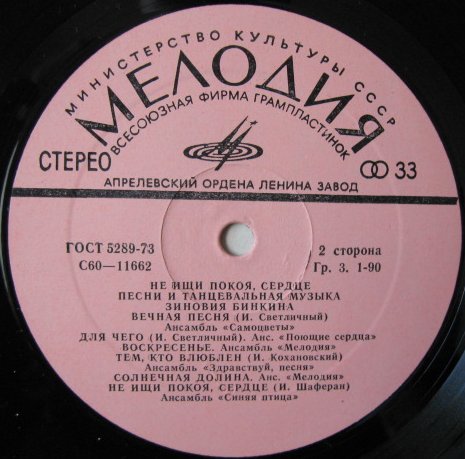 МИНИСТЕРСТВО КУЛЬТУРЫ СССР
МЕЛОДИЯ
ВСЕСОЮЗНАЯ ФИРМА ГРАМПЛАСТИНОК
СТЕРЕО
33
АПРЕЛЕВСКИЙ ОРДЕНА ЛЕНИНА ЗАВОД
ГОСТ 5289-73
2 сторона
С60—11662
Гр. 3. 1-90
НЕ ИЩИ ПОКОЯ, СЕРДЦЕ
ПЕСНИ И ТАНЦЕВАЛЬНАЯ МУЗЫКА
ЗИНОВИЯ БИНКИНА
ВЕЧНАЯ ПЕСНЯ (И. Светличный)
Ансамбль «Самоцветы»
ДЛЯ ЧЕГО (И. Светличный). Анс. «Поющие сердца»
ВОСКРЕСЕНЬЕ. Ансамбль «Мелодия»
ТЕМ, КТО ВЛЮБЛЕН (И. Кохановский)
Ансамбль «Здравствуй, песня»
СОЛНЕЧНАЯ ДОЛИНА. Анс. «Мелодия»
НЕ ИЩИ ПОКОЯ, СЕРДЦЕ (И. Шаферан)
Ансамбль «Синяя птица»